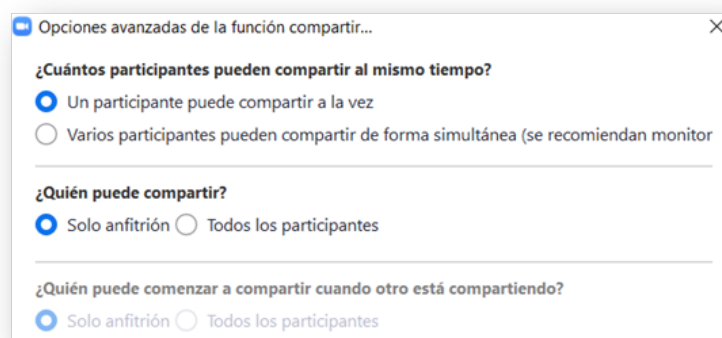 Opciones avanzadas de la función compartir...
¿Cuántos participantes pueden compartir al mismo tiempo?
Un participante puede compartir a la vez
Varios participantes pueden compartir de forma simultánea (se recomiendan monitor
¿Quién puede compartir?
Solo anfitrión Todos los participantes
¿Quién puede comenzar a compartir cuando otro está compartiendo?
Solo anfitrión Todos los participantes